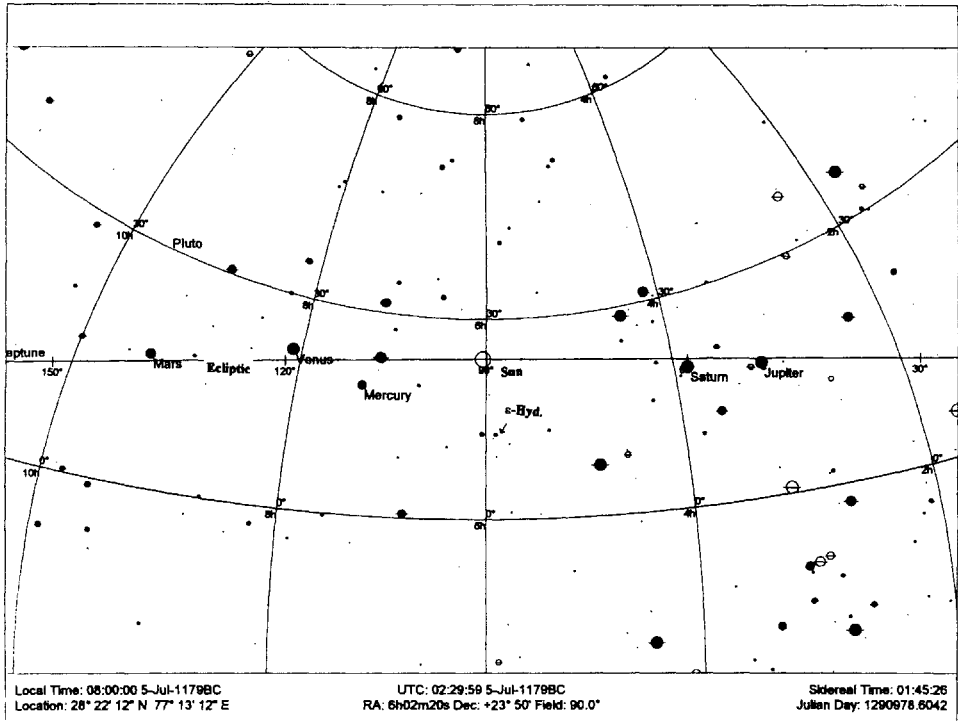 60° 60° 60°
8h 6h 4h
30° 30°
10h 2h
Pluto
30° 30° 30°
8h 6h 4h
eptune Mars Ecliptic Venus Sun Saturn Jupiter
150° 120° 90° 30°
Mercury
ε-Hyd.
0° 0°
10h 2h
0° 0° 0°
8h 6h 4h
Local Time: 08:00:00 5-Jul-1179BC UTC: 02:29:59 5-Jul-1179BC Sidereal Time: 01:45:26
Location: 28° 22' 12" N 77° 13' 12" E RA: 6h02m20s Dec: +23° 50' Field: 90.0° Julian Day: 1290978.6042